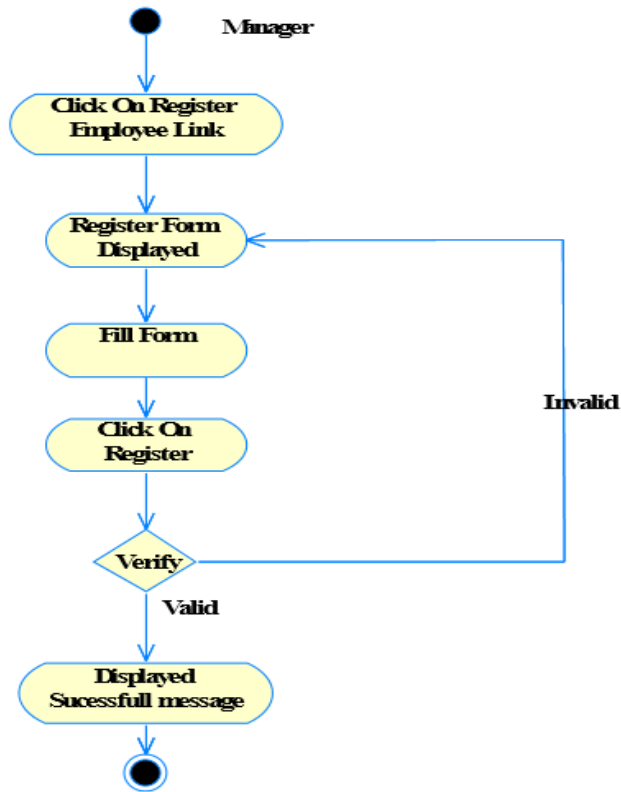 Manager
Click On Register
Employee Link
Register Form
Displayed
Fill Form
Click On
Register
Invalid
Verify
Valid
Displayed
Sucessfull message